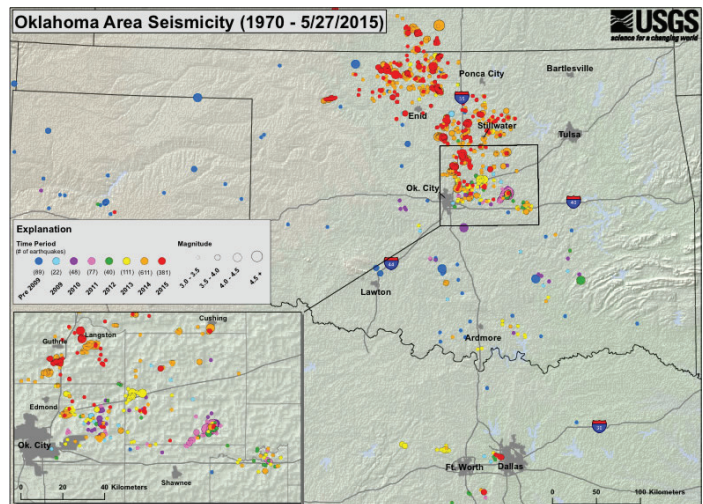 Oklahoma Area Seismicity (1970 - 5/27/2015)
USGS
science for a changing world
Ponca City
Bartlesville
35
Enid
Stillwater
Tulsa
Ok. City
40
Explanation
Time Period
(# of earthquakes)
Magnitude
(99) (22) (48) (77) (40) (111) (611) (381)
Pre 2009 2009 2010 2011 2012 2013 2014 2015
3.0 - 3.5 3.5 - 4.0 4.0 - 4.5 4.5 +
44
Lawton
Ardmore
Cushing
Guthrie
Langston
Edmond
Ok. City
Shawnee
0 20 40 Kilometers
Ft. Worth
Dallas
0 50 100 Kilometers